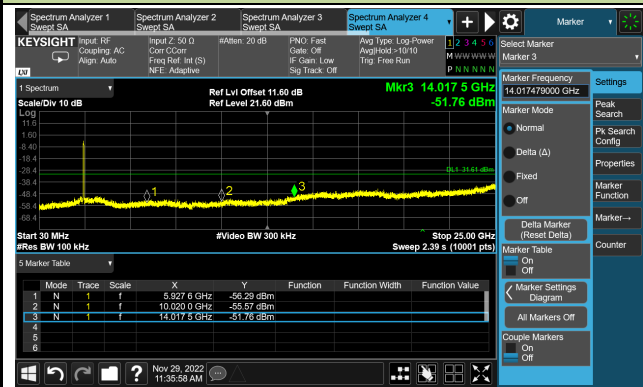 Spectrum Analyzer 1
Swept SA
Spectrum Analyzer 2
Swept SA
Spectrum Analyzer 3
Swept SA
Spectrum Analyzer 4
Swept SA
Marker
KEYSIGHT
Input: RF
Coupling: AC
Align: Auto
Input Z: 50 Ω
Corr CCorr
Freq Ref: Int (S)
NFE: Adaptive
#Atten: 20 dB
PNO: Fast
Gate: Off
IF Gain: Low
Sig Track: Off
Avg Type: Log-Power
Avg|Hold:>10/10
Trig: Free Run
1 2 3 4 5 6
M W W W W W
P N N N N N
LXI
Select Marker
Marker 3
1 Spectrum
Scale/Div 10 dB
Ref Lvl Offset 11.60 dB
Ref Level 21.60 dBm
Mkr3 14.017 5 GHz
-51.76 dBm
Log
11.6
1.60
-8.40
-18.4
-28.4
-38.4
-48.4
-58.4
-68.4
DL1 -31.61 dBm
1
2
3
Start 30 MHz
#Res BW 100 kHz
#Video BW 300 kHz
Stop 25.00 GHz
Sweep 2.39 s (10001 pts)
5 Marker Table
Mode Trace Scale X Y Function Function Width Function Value
1 N 1 f 5.927 6 GHz -56.29 dBm
2 N 1 f 10.020 0 GHz -55.57 dBm
3 N 1 f 14.017 5 GHz -51.76 dBm
4
5
6
Marker Frequency
14.017479000 GHz
Marker Mode
Normal
Delta (Δ)
Fixed
Off
Delta Marker
(Reset Delta)
Marker Table
On
Off
Marker Settings
Diagram
All Markers Off
Couple Markers
On
Off
Settings
Peak
Search
Pk Search
Config
Properties
Marker
Function
Marker→
Counter
?
Nov 29, 2022
11:35:58 AM